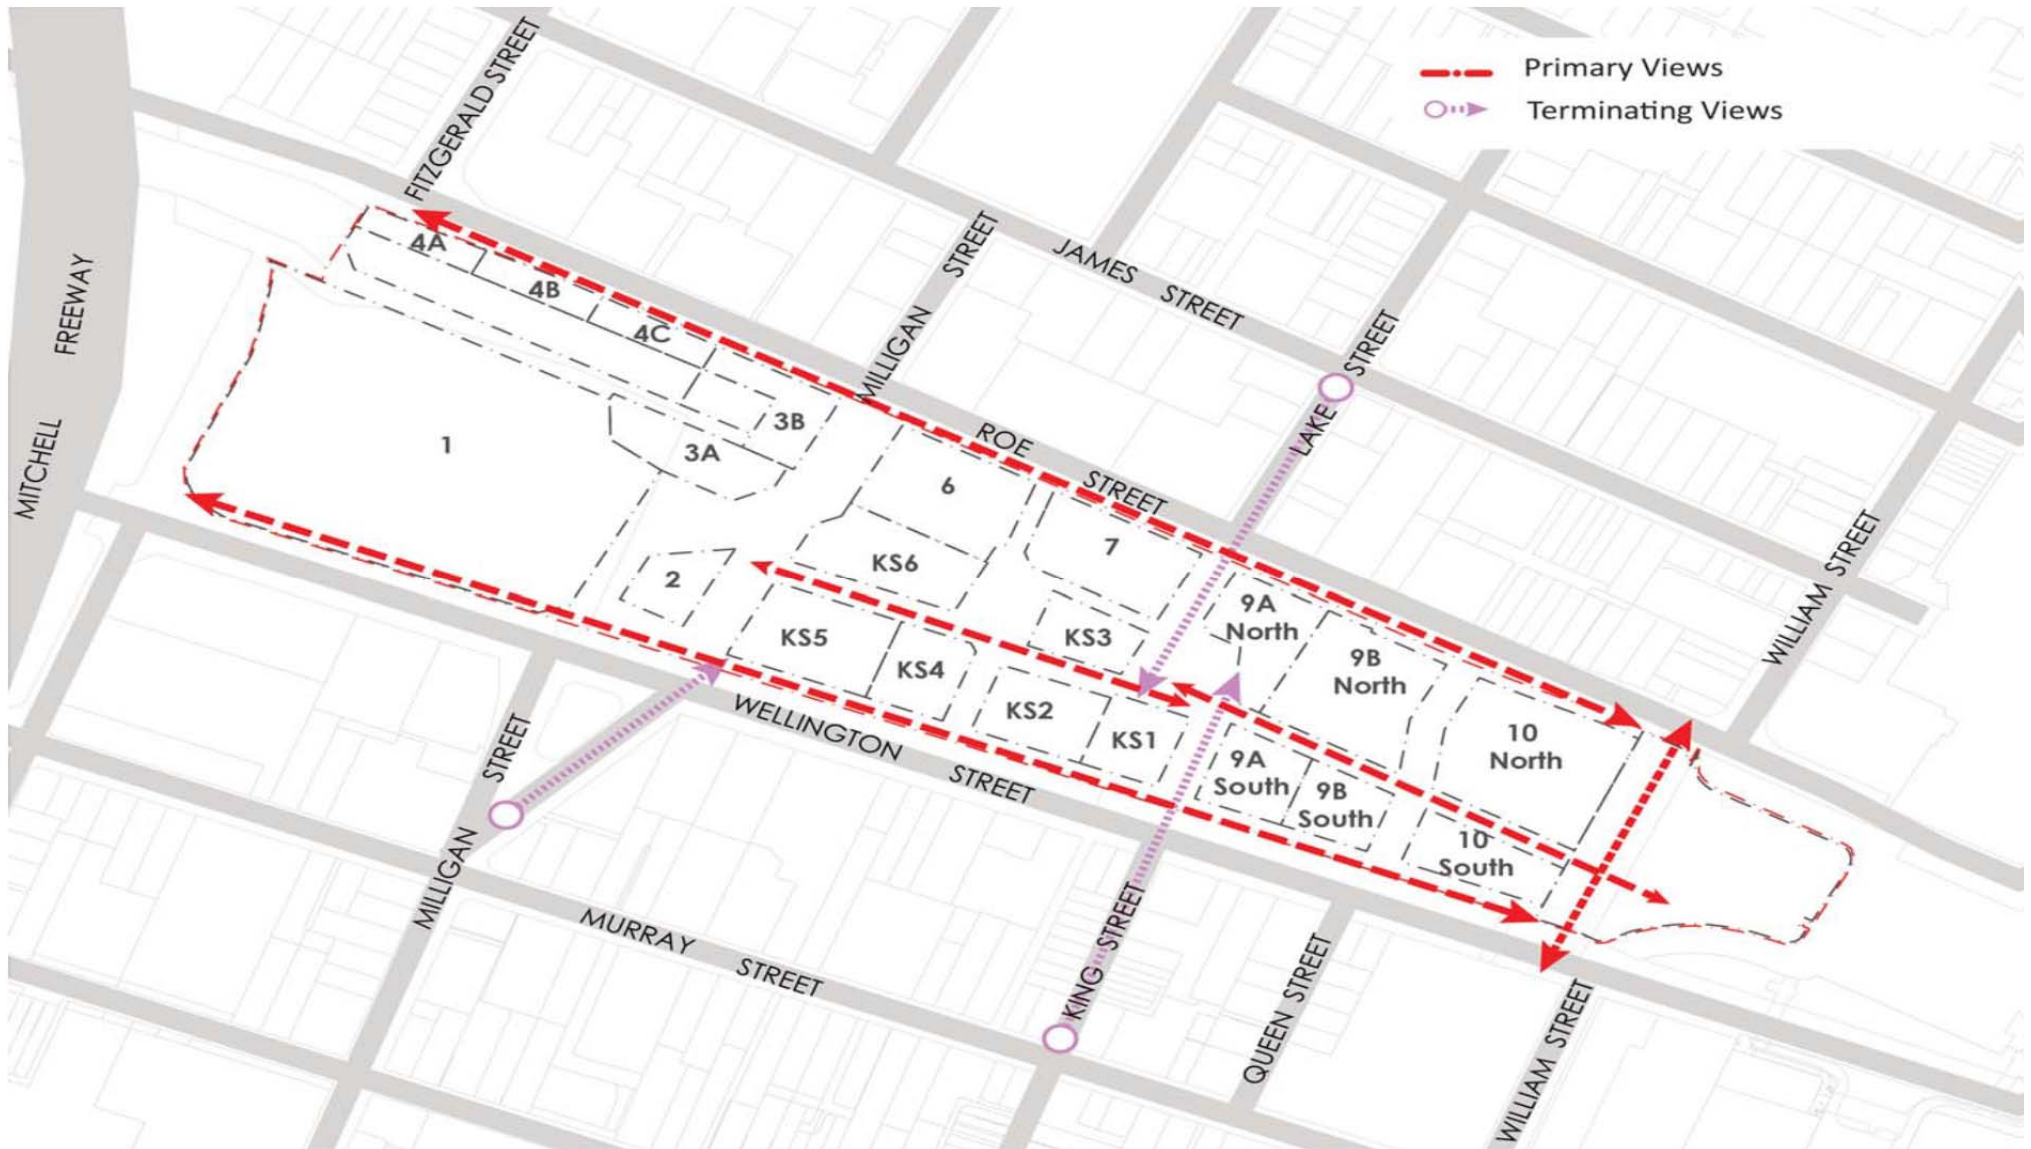 Primary Views
Terminating Views
FITZGERALD STREET
MITCHELL FREEWAY
MILLIGAN STREET
JAMES STREET
LAKE STREET
ROE STREET
WILLIAM STREET
4A
4B
4C
3B
3A
1
2
6
7
KS6
KS5
KS4
KS3
KS2
KS1
9A
North
9B
North
10
North
9A
South
9B
South
10
South
WELLINGTON STREET
MILLIGAN STREET
MURRAY STREET
KING STREET
QUEEN STREET
WILLIAM STREET